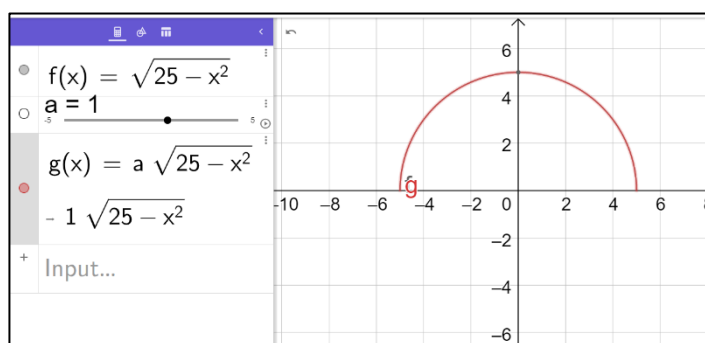 f(x) = √(25 − x²)
a = 1
-5 5
g(x) = a √(25 − x²)
- 1 √(25 − x²)
+ Input...
6
4
2
g
-10 −8 −6 −4 −2 0 2 4 6 8
−2
−4
−6